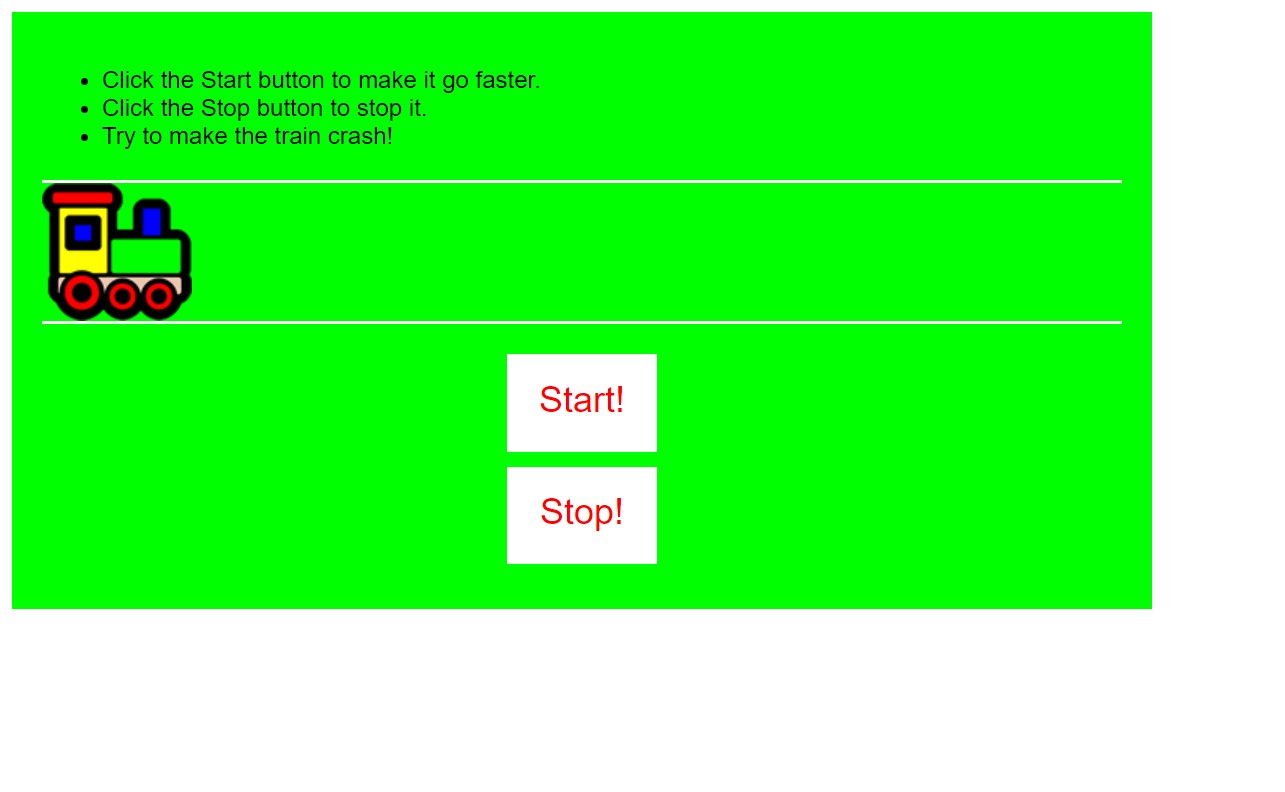 Click the Start button to make it go faster.
Click the Stop button to stop it.
Try to make the train crash!
Start!
Stop!